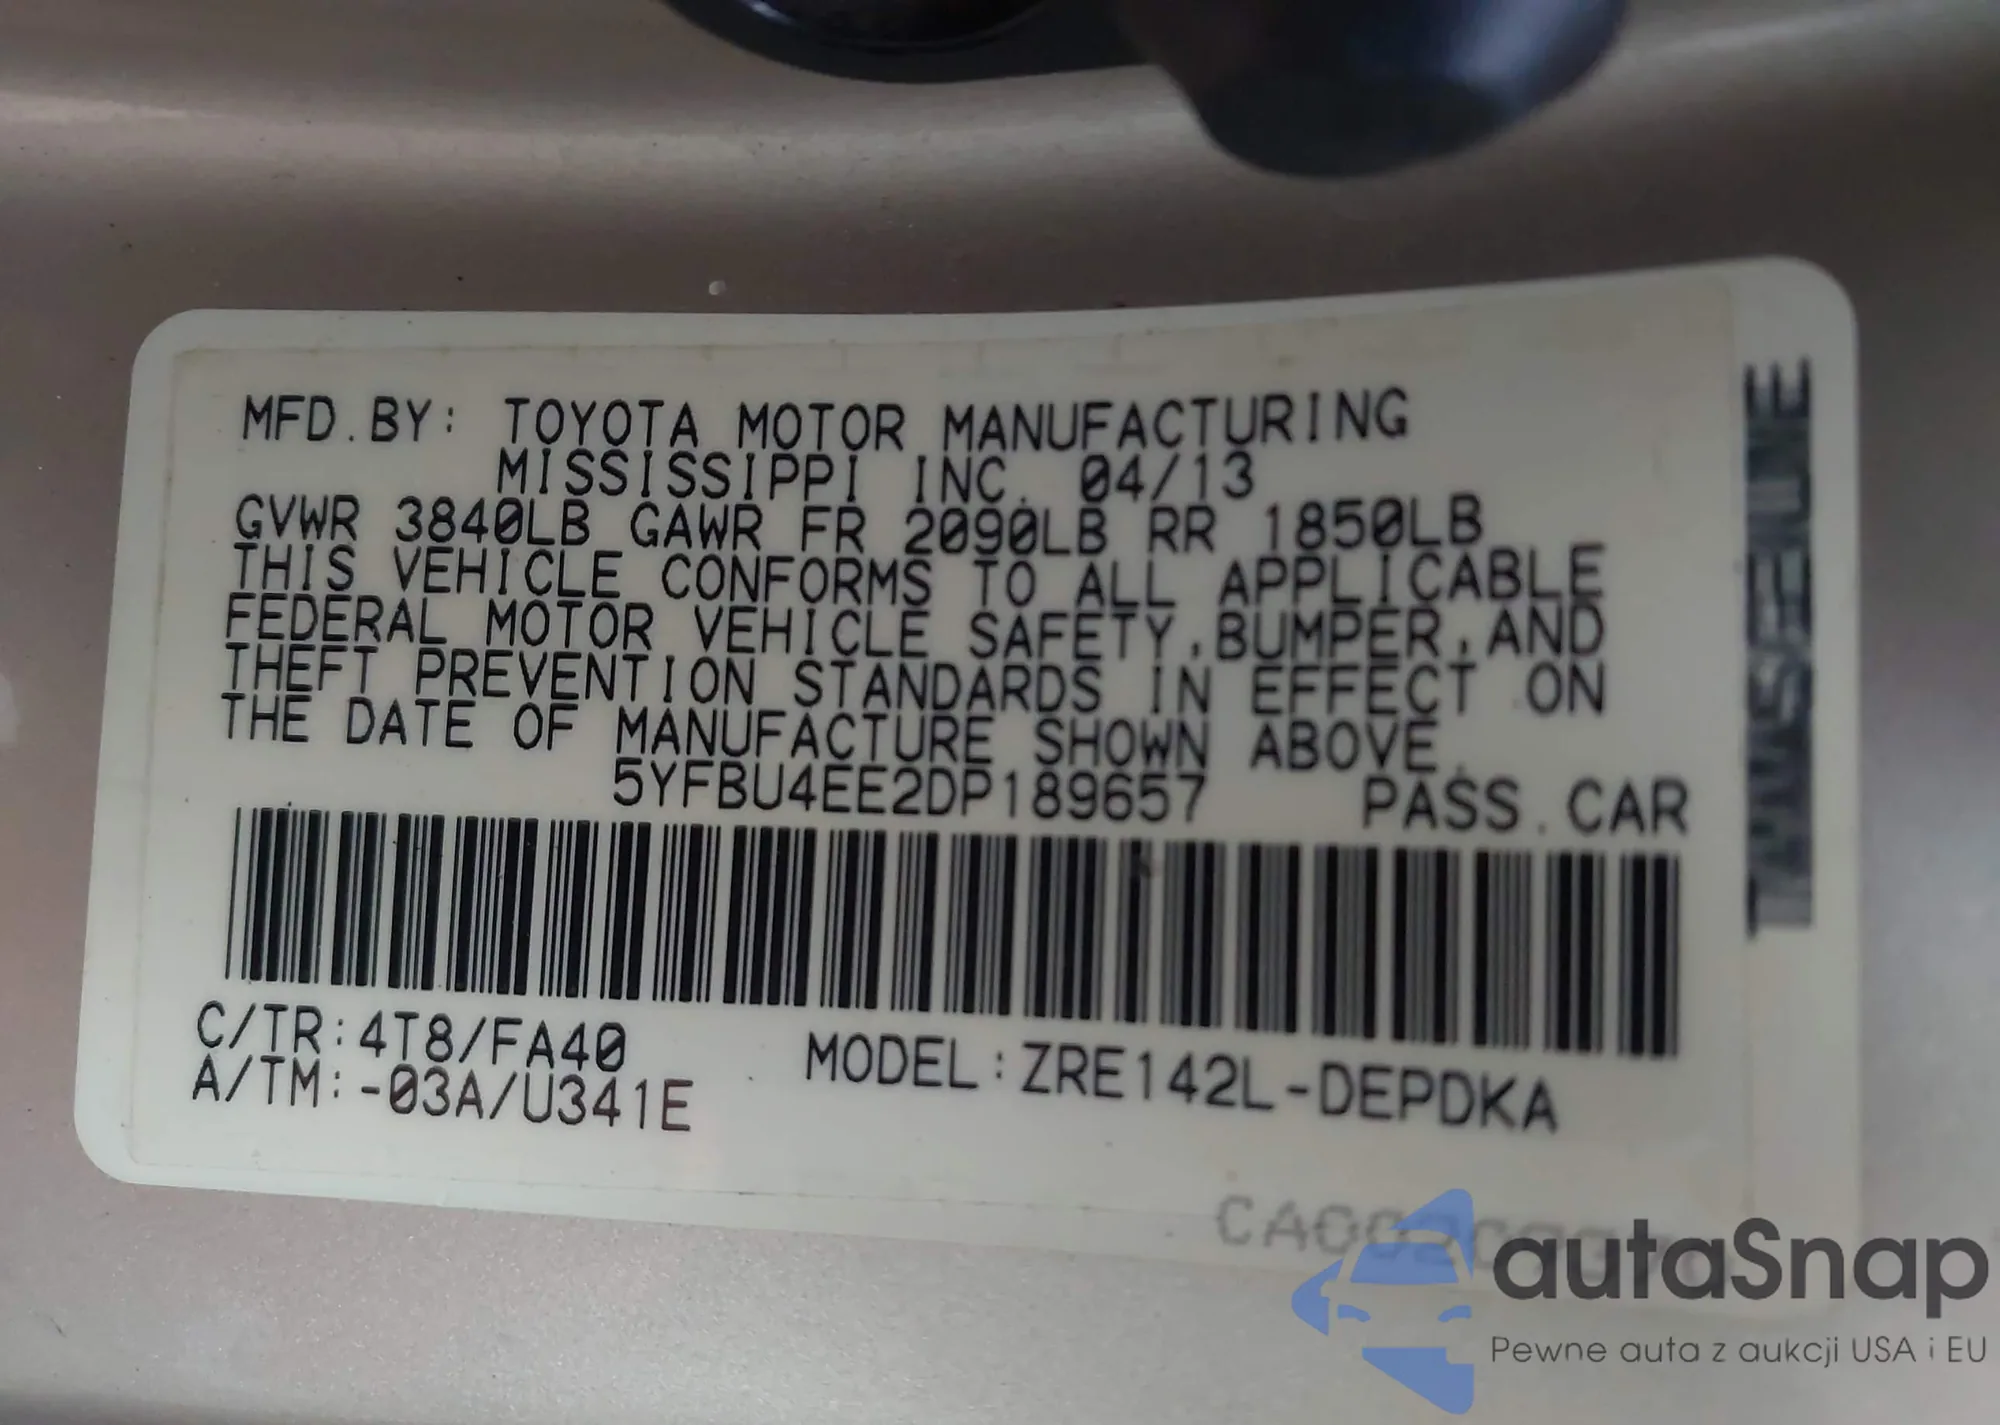 MFD.BY: TOYOTA MOTOR MANUFACTURING
MISSISSIPPI INC. 04/13
GVWR 3840LB GAWR FR 2090LB RR 1850LB
THIS VEHICLE CONFORMS TO ALL APPLICABLE
FEDERAL MOTOR VEHICLE SAFETY,BUMPER,AND
THEFT PREVENTION STANDARDS IN EFFECT ON
THE DATE OF MANUFACTURE SHOWN ABOVE.
5YFBU4EE2DP189657 PASS.CAR
C/TR:4T8/FA40
A/TM:-03A/U341E
MODEL:ZRE142L-DEPDKA
autaSnap
Pewne auta z aukcji USA i EU